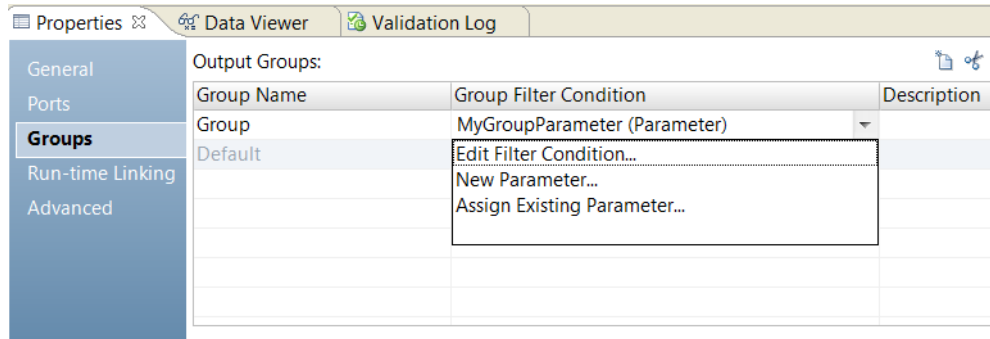 Properties Data Viewer Validation Log
General
Ports
Groups
Run-time Linking
Advanced
Output Groups:
Group Name Group Filter Condition Description
Group MyGroupParameter (Parameter)
Default
Edit Filter Condition...
New Parameter...
Assign Existing Parameter...